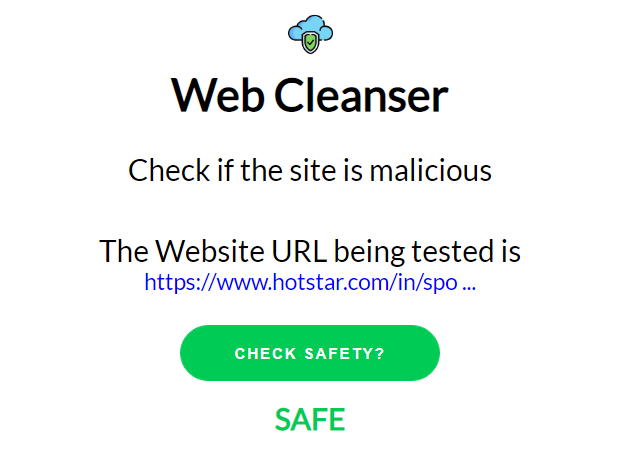 Web Cleanser
Check if the site is malicious
The Website URL being tested is
https://www.hotstar.com/in/spo ...
CHECK SAFETY?
SAFE